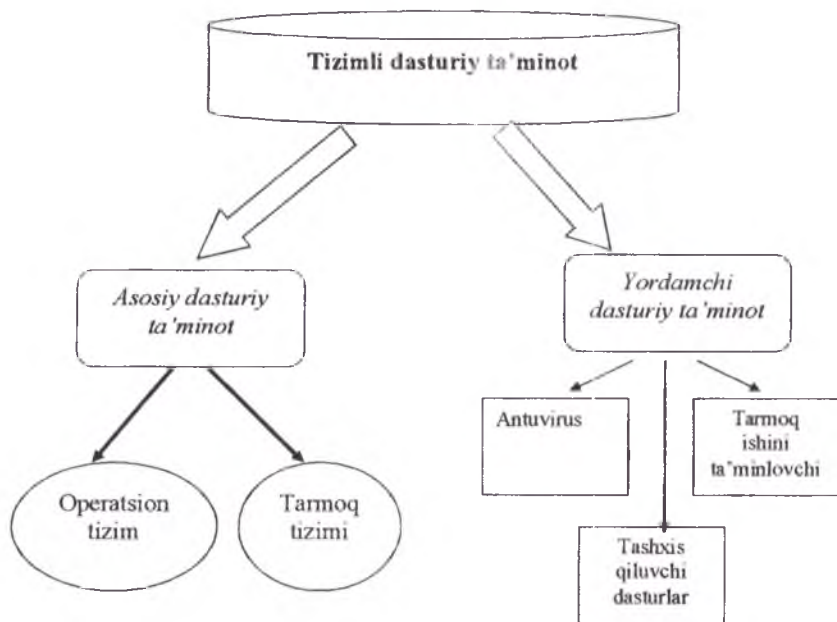 Tizimli dasturiy ta'minot
Asosiy dasturiy
ta'minot
Yordamchi
dasturiy ta'minot
Operatsion
tizim
Tarmoq
tizimi
Antuvirus
Tarmoq
ishini
ta'minlovchi
Tashxis
qiluvchi
dasturlar